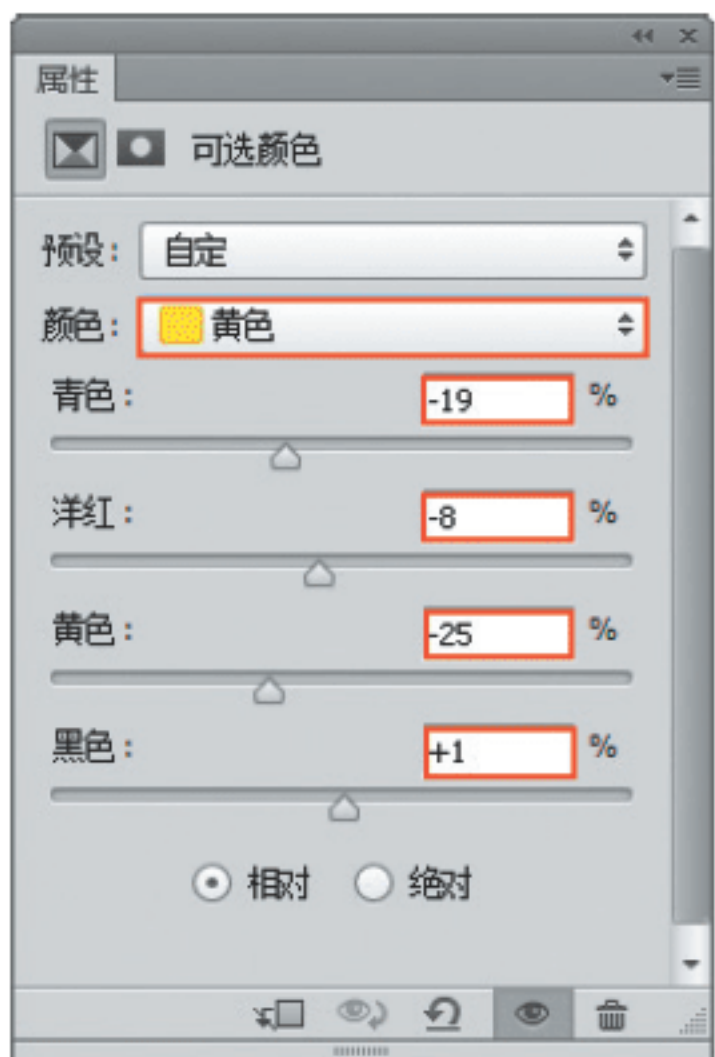 属性
可选颜色
预设： 自定
颜色： 黄色
青色： -19 %
洋红： -8 %
黄色： -25 %
黑色： +1 %
相对 绝对